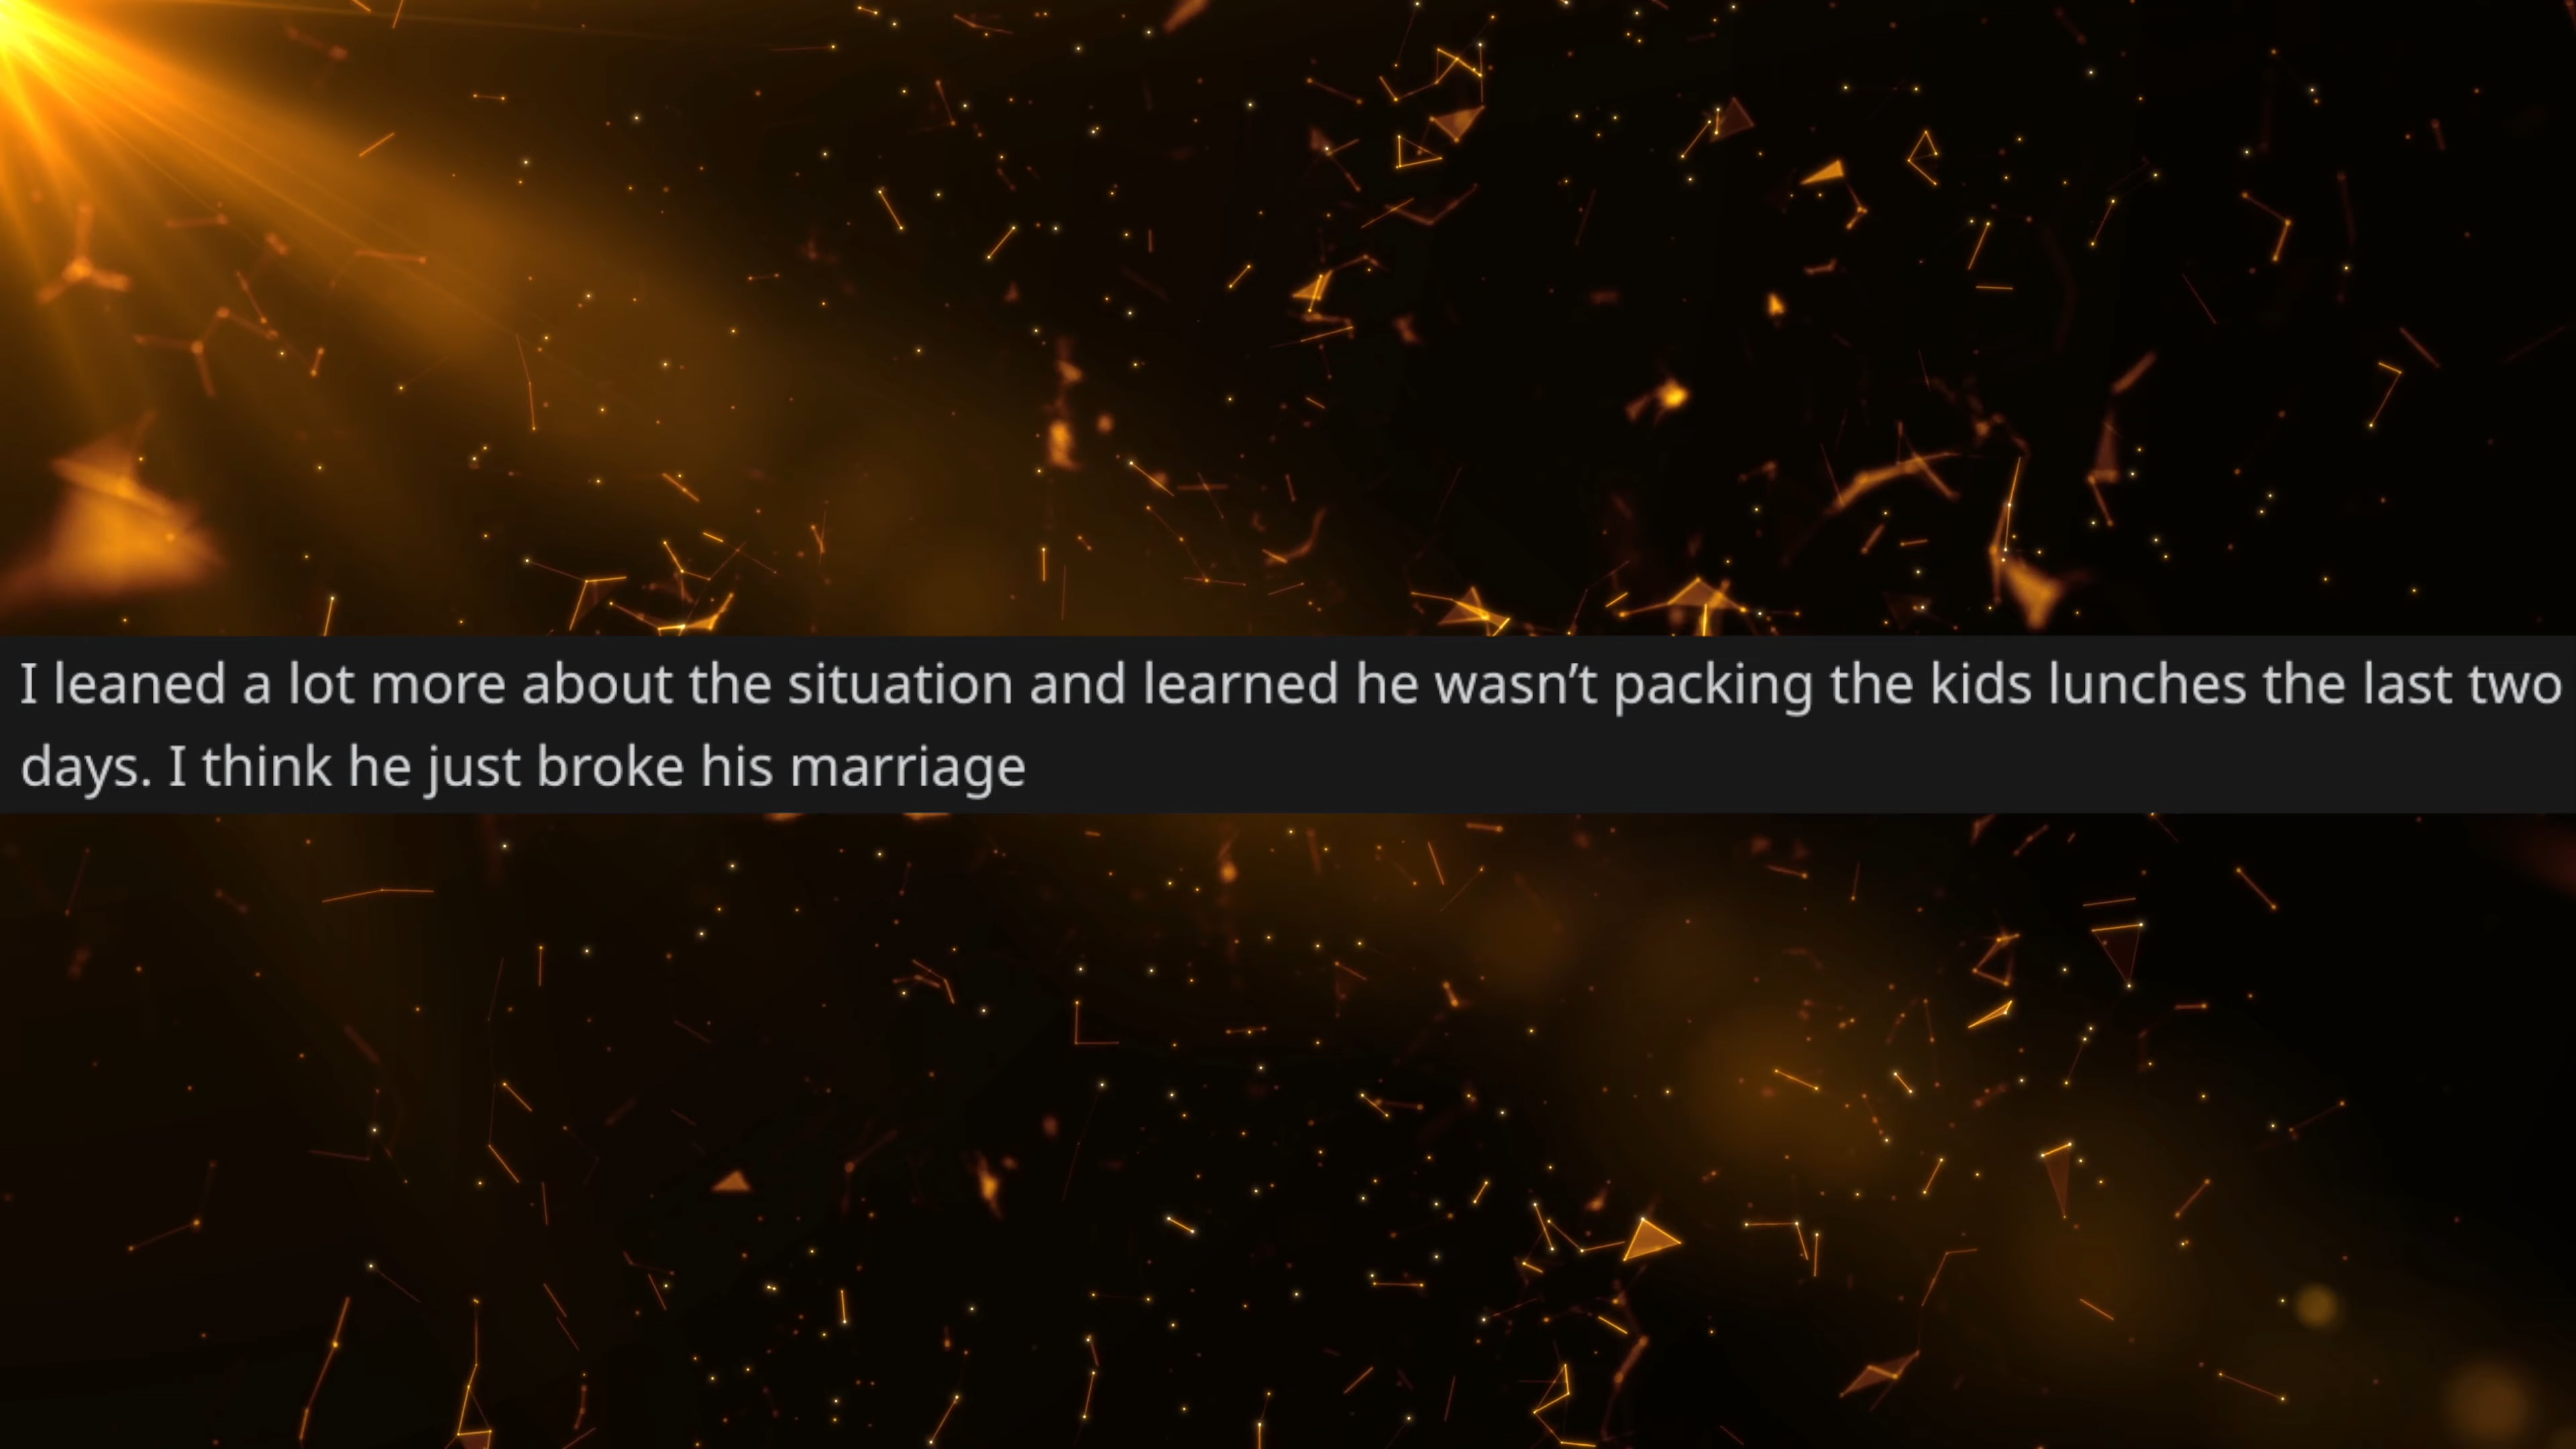 I leaned a lot more about the situation and learned he wasn’t packing the kids lunches the last two
days. I think he just broke his marriage